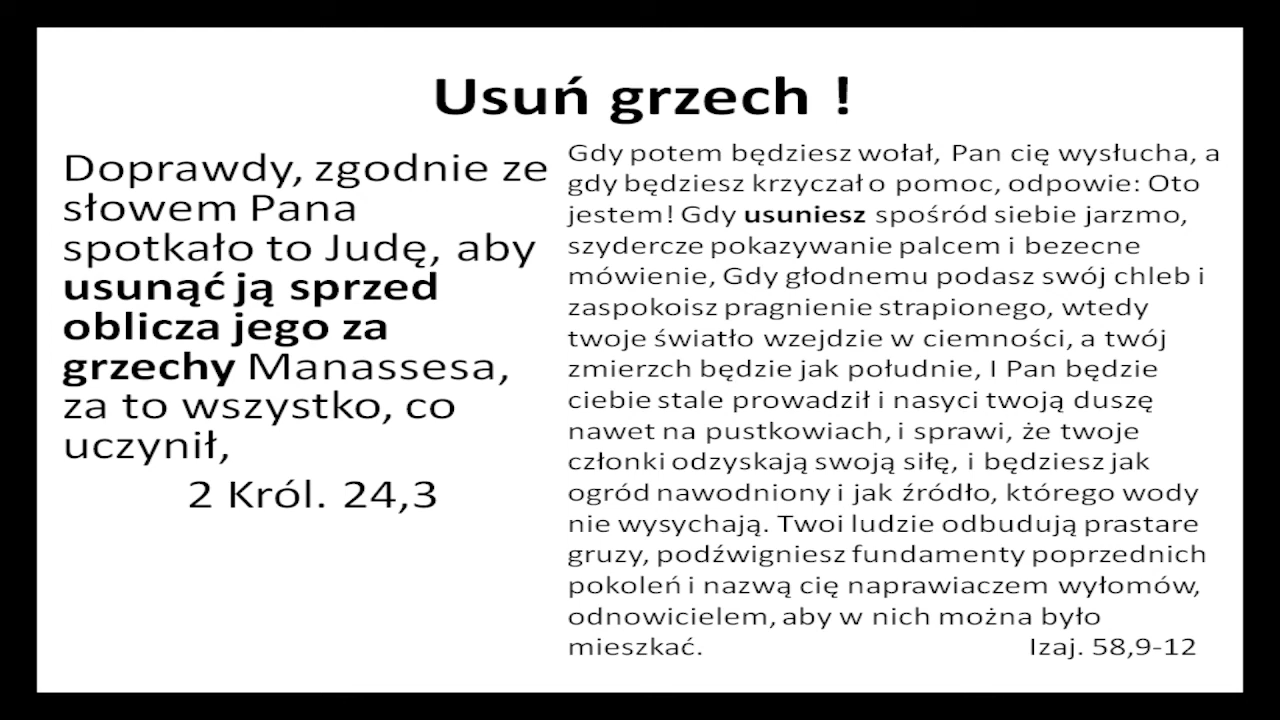 Usuń grzech !
Doprawdy, zgodnie ze
słowem Pana
spotkało to Judę, aby
usunąć ją sprzed
oblicza jego za
grzechy Manassesa,
za to wszystko, co
uczynił,
2 Król. 24,3
Gdy potem będziesz wołał, Pan cię wysłucha, a
gdy będziesz krzyczał o pomoc, odpowie: Oto
jestem! Gdy usuniesz spośród siebie jarzmo,
szydercze pokazywanie palcem i bezecne
mówienie, Gdy głodnemu podasz swój chleb i
zaspokoisz pragnienie strapionego, wtedy
twoje światło wzejdzie w ciemności, a twój
zmierzch będzie jak południe, I Pan będzie
ciebie stale prowadził i nasyci twoją duszę
nawet na pustkowiach, i sprawi, że twoje
członki odzyskają swoją siłę, i będziesz jak
ogród nawodniony i jak źródło, którego wody
nie wysychają. Twoi ludzie odbudują prastare
gruzy, podźwigniesz fundamenty poprzednich
pokoleń i nazwą cię naprawiaczem wyłomów,
odnowicielem, aby w nich można było
mieszkać. Izaj. 58,9-12